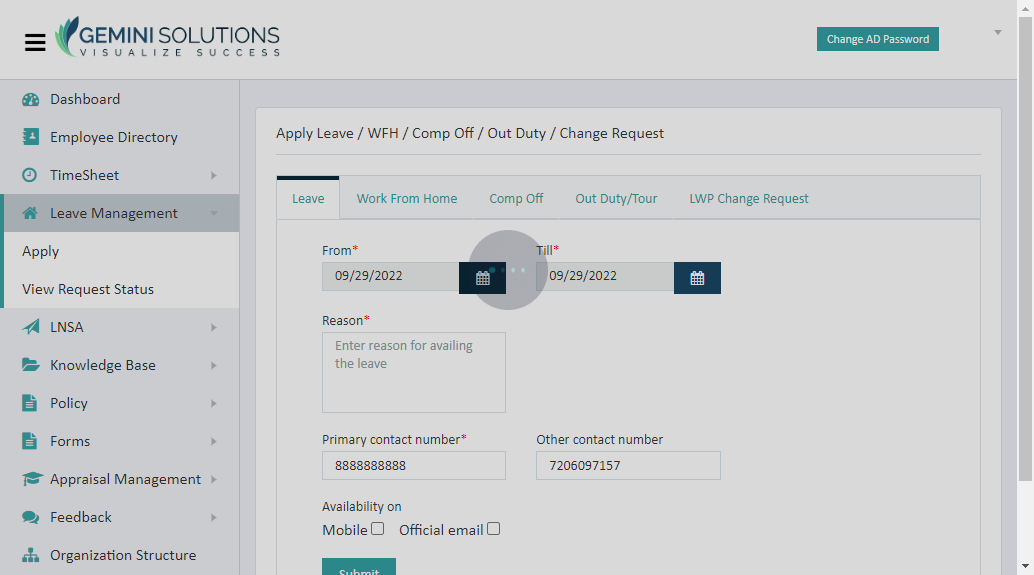 GEMINI SOLUTIONS
VISUALIZE SUCCESS
Change AD Password
Dashboard
Employee Directory
TimeSheet
Leave Management
Apply
View Request Status
LNSA
Knowledge Base
Policy
Forms
Appraisal Management
Feedback
Organization Structure
Apply Leave / WFH / Comp Off / Out Duty / Change Request
Leave Work From Home Comp Off Out Duty/Tour LWP Change Request
From* Till*
09/29/2022 09/29/2022
Reason*
Enter reason for availing
the leave
Primary contact number* Other contact number
8888888888 7206097157
Availability on
Mobile Official email
Submit